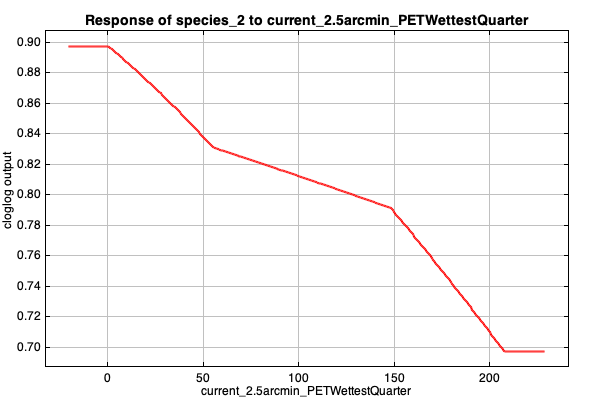 Response of species_2 to current_2.5arcmin_PETWettestQuarter
0.90
0.88
0.86
0.84
0.82
0.80
0.78
0.76
0.74
0.72
0.70
cloglog output
0 50 100 150 200
current_2.5arcmin_PETWettestQuarter